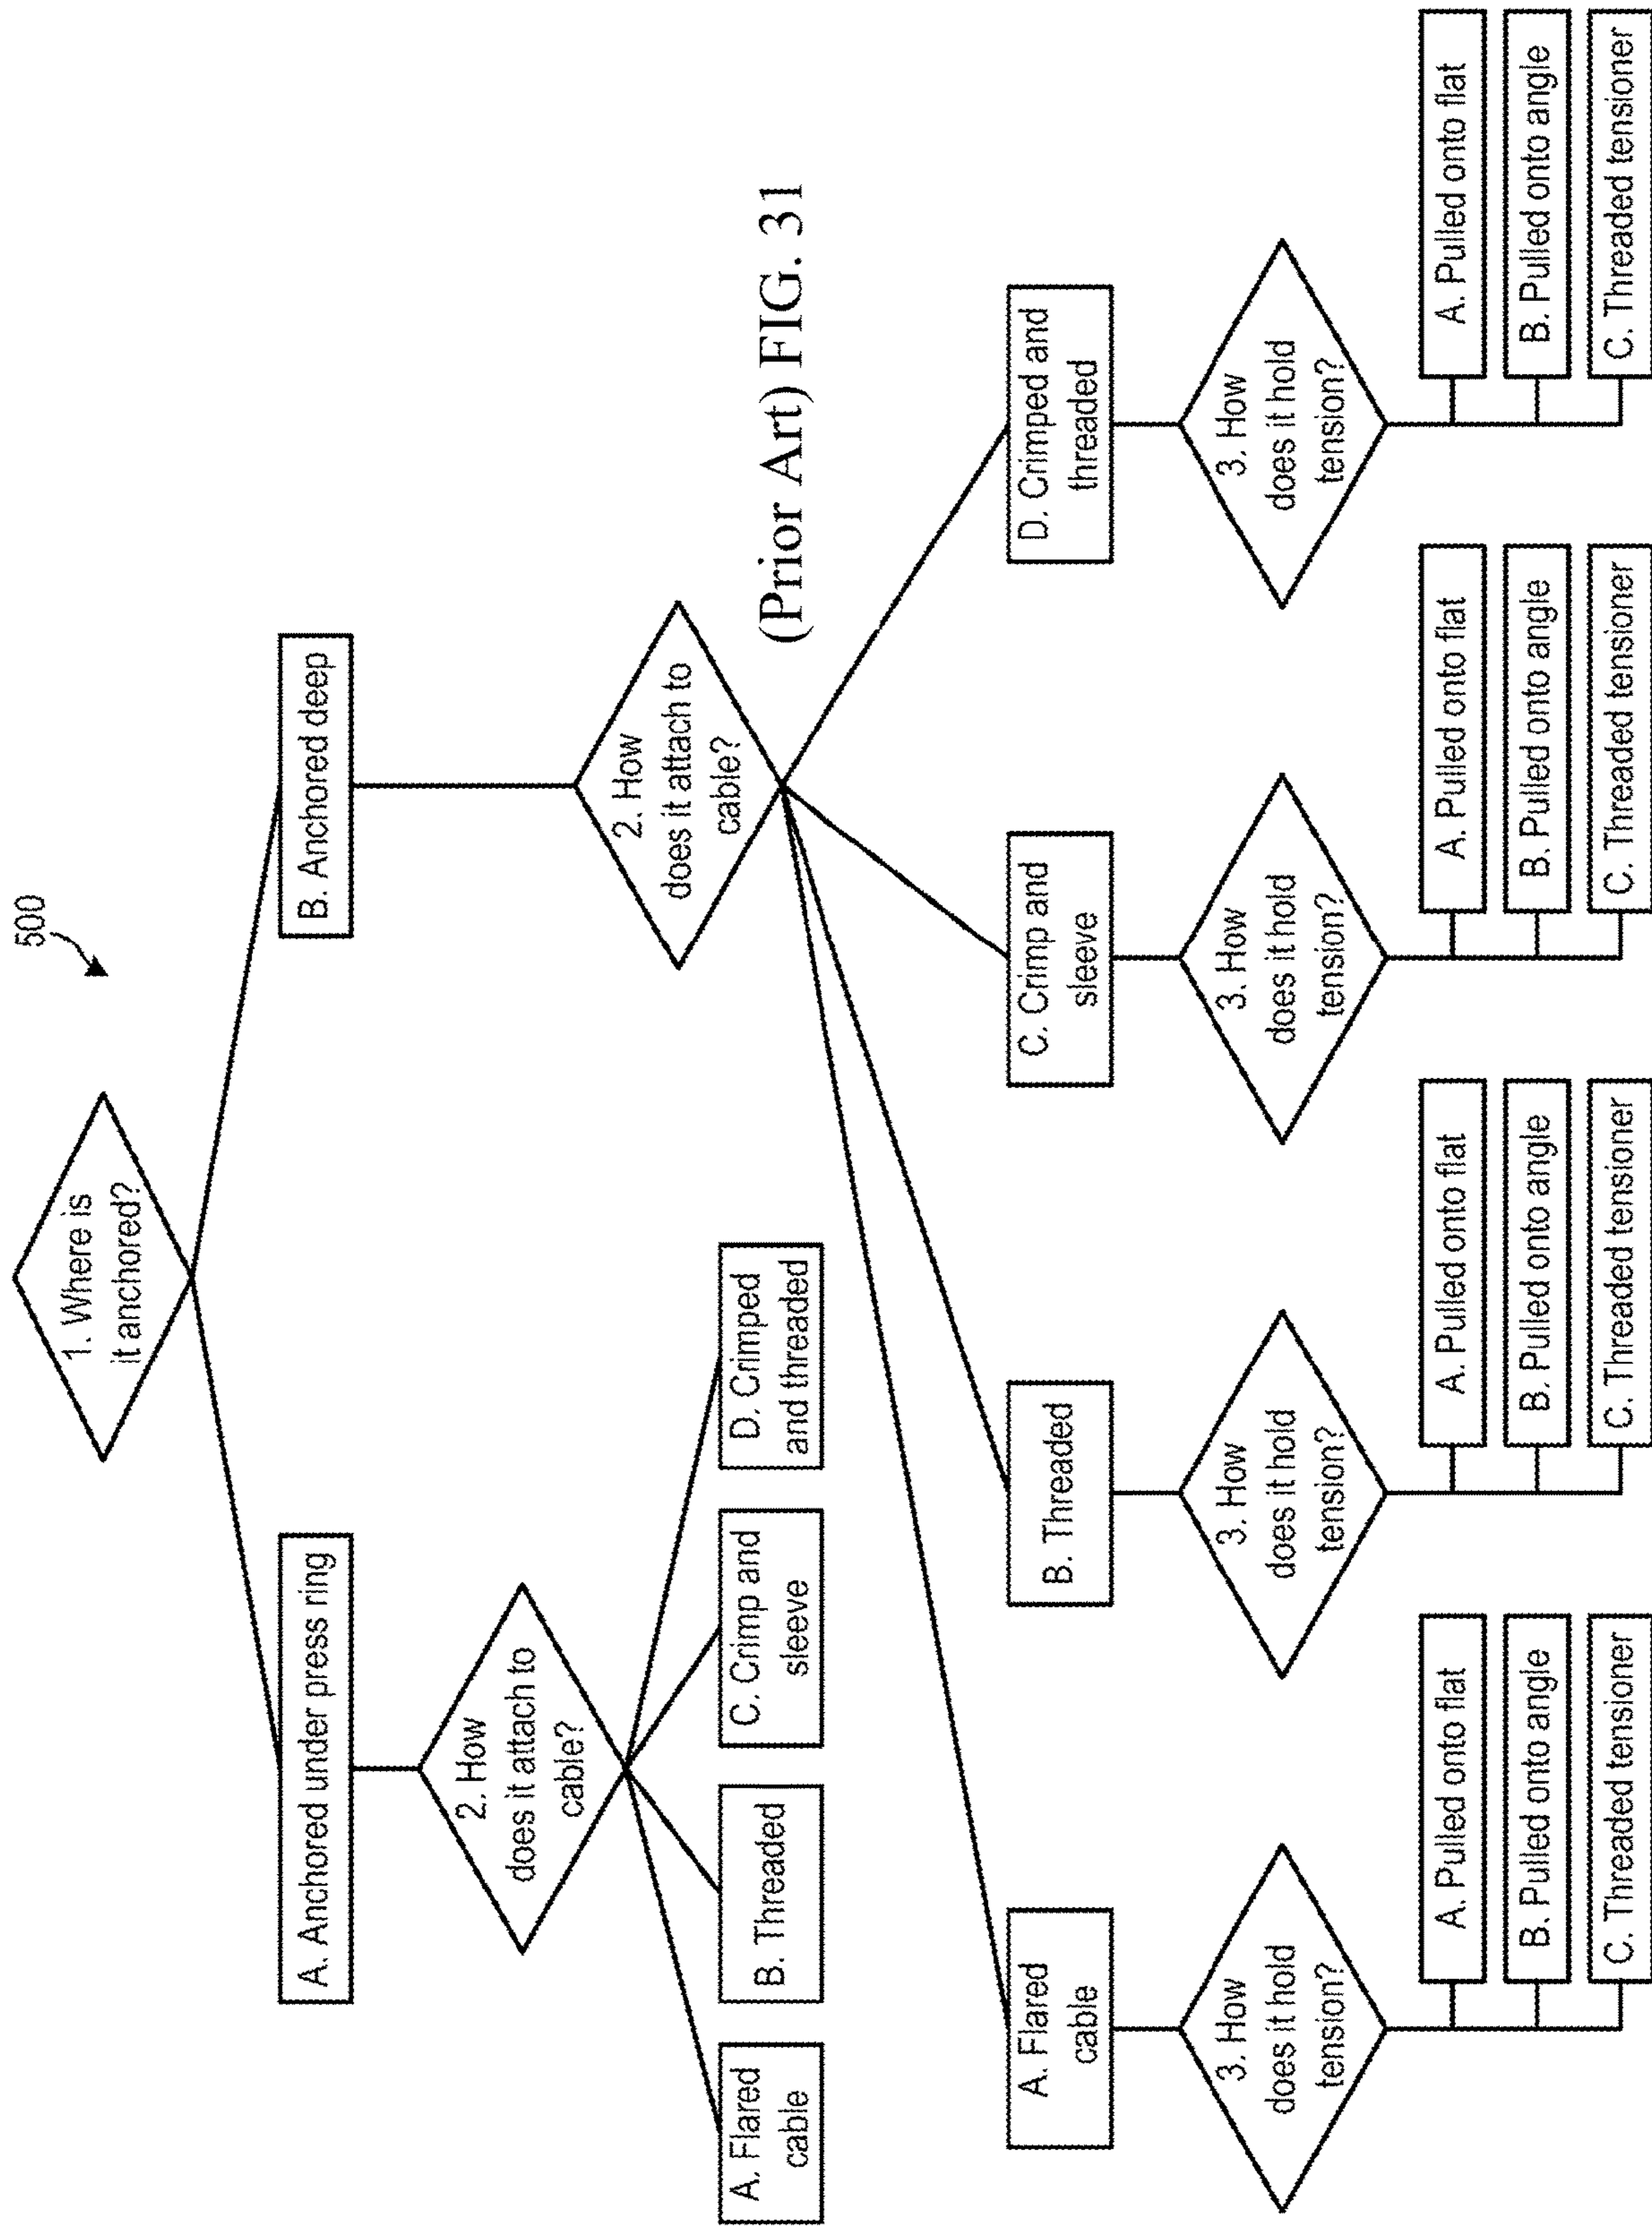 500
1. Where is
it anchored?
A. Anchored under press ring
B. Anchored deep
2. How
does it attach to
cable?
2. How
does it attach to
cable?
A. Flared
cable
B. Threaded
C. Crimp and
sleeve
D. Crimped
and threaded
(Prior Art) FIG. 31
A. Flared
cable
B. Threaded
C. Crimp and
sleeve
D. Crimped and
threaded
3. How
does it hold
tension?
3. How
does it hold
tension?
3. How
does it hold
tension?
3. How
does it hold
tension?
A. Pulled onto flat
B. Pulled onto angle
C. Threaded tensioner
A. Pulled onto flat
B. Pulled onto angle
C. Threaded tensioner
A. Pulled onto flat
B. Pulled onto angle
C. Threaded tensioner
A. Pulled onto flat
B. Pulled onto angle
C. Threaded tensioner